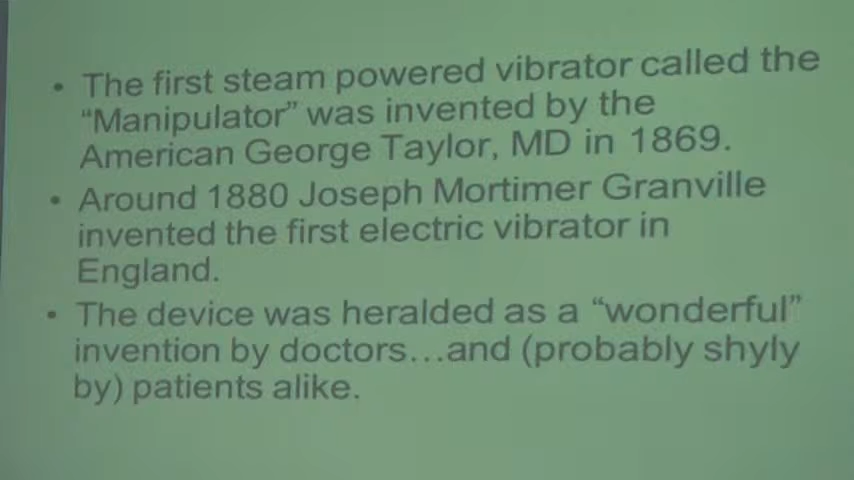 • The first steam powered vibrator called the
“Manipulator” was invented by the
American George Taylor, MD in 1869.
• Around 1880 Joseph Mortimer Granville
invented the first electric vibrator in
England.
• The device was heralded as a “wonderful”
invention by doctors…and (probably shyly
by) patients alike.